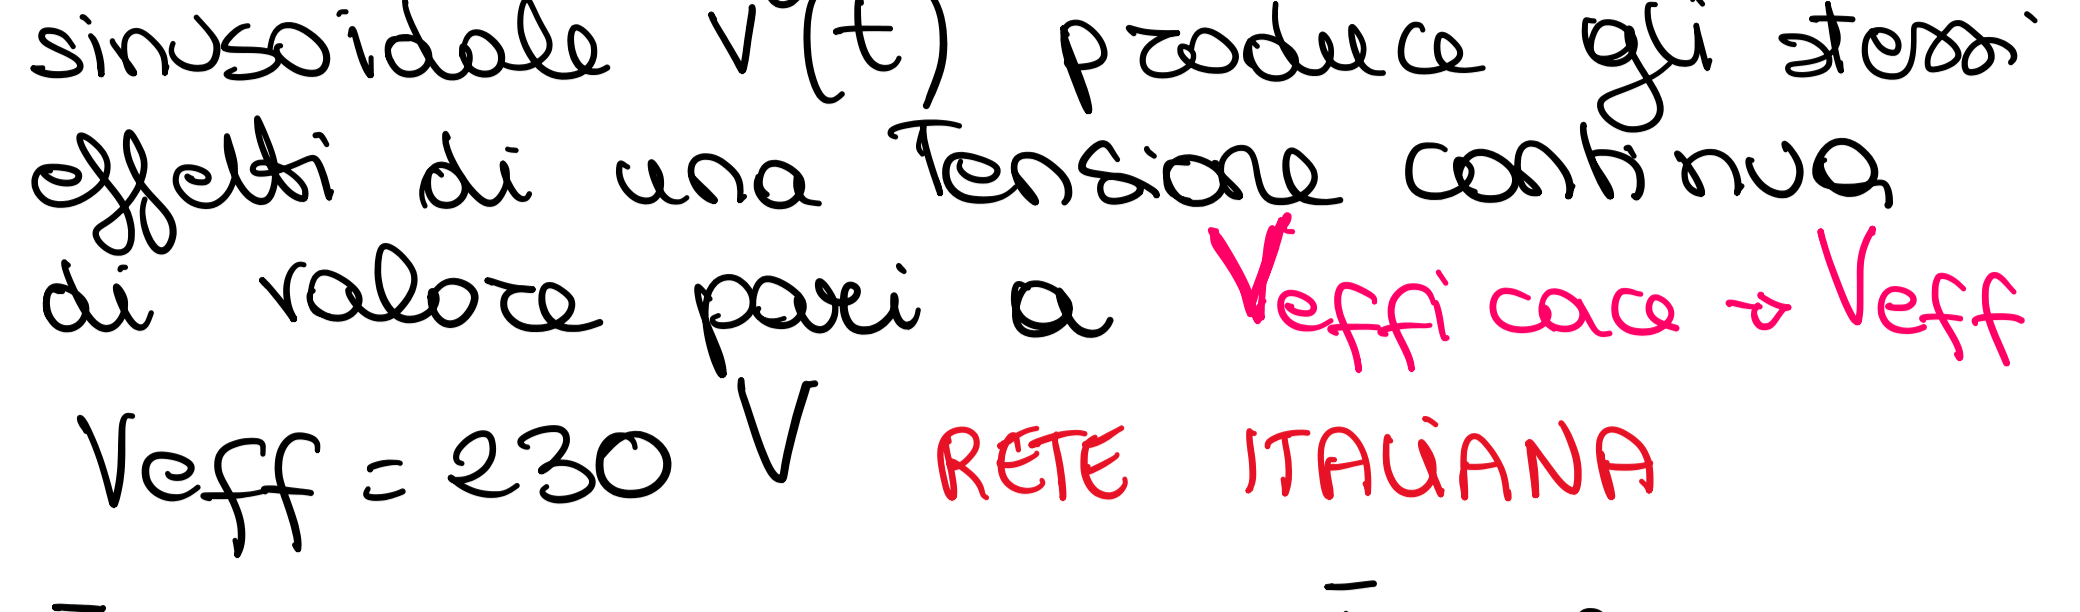 sinusoidale v(t) produce gli stessi
effetti di una Tensione continua
di valore pari a Vefficace → Veff
Veff = 230 V RETE ITALIANA